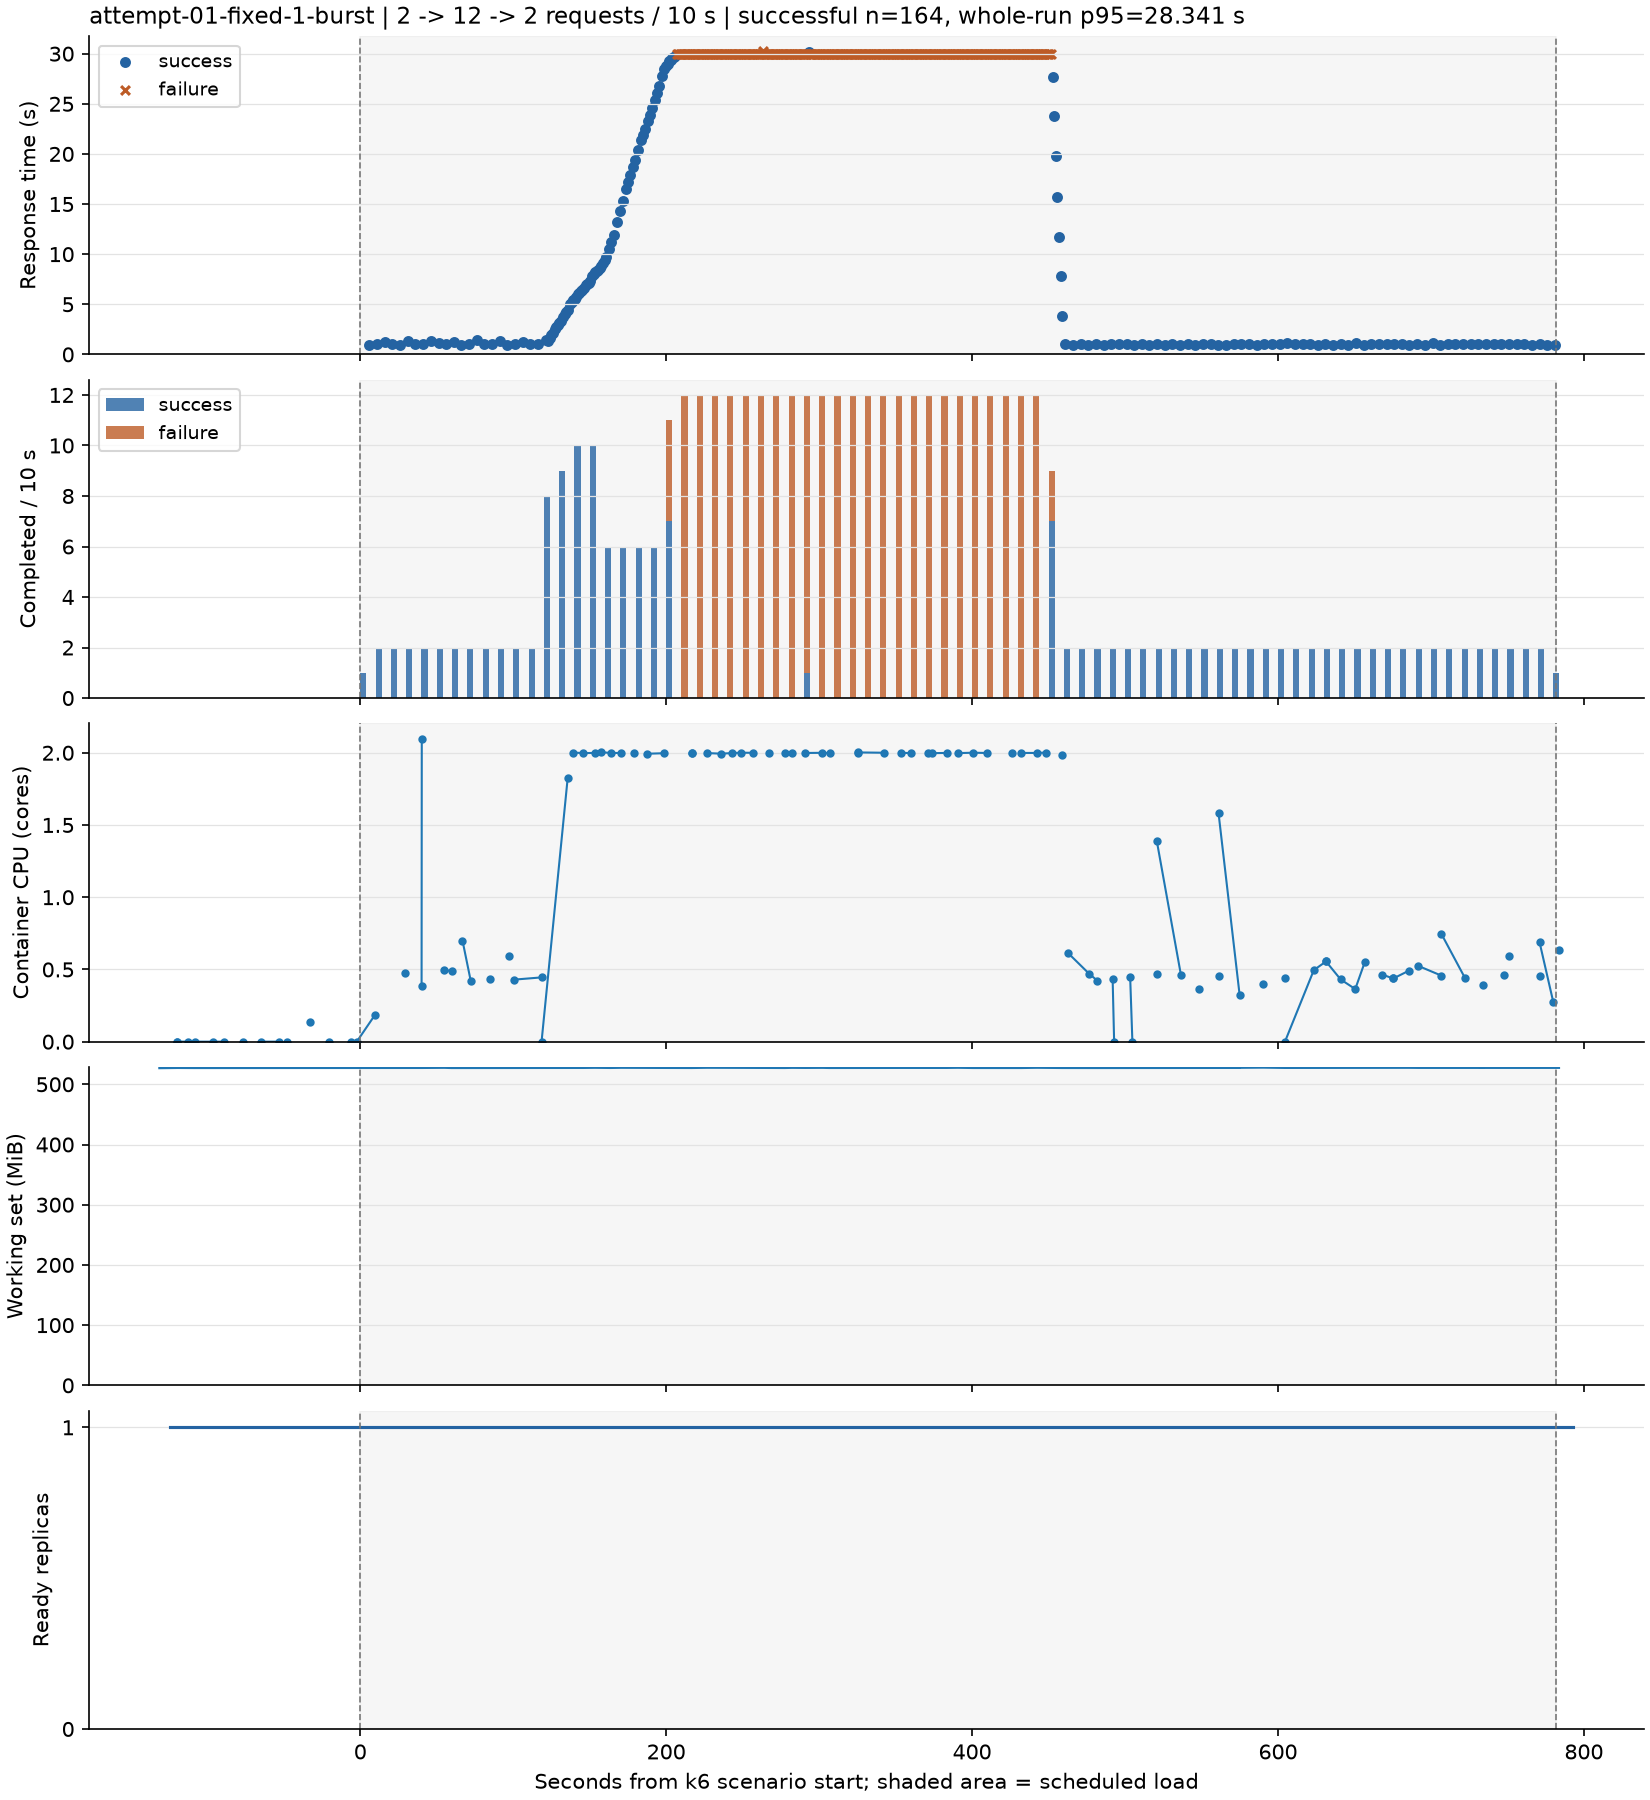 attempt-01-fixed-1-burst | 2 -> 12 -> 2 requests / 10 s | successful n=164, whole-run p95=28.341 s
Response time (s)
30
25
20
15
10
5
0
success
failure
Completed / 10 s
12
10
8
6
4
2
0
success
failure
Container CPU (cores)
2.0
1.5
1.0
0.5
0.0
Working set (MiB)
500
400
300
200
100
0
Ready replicas
1
0
0 200 400 600 800
Seconds from k6 scenario start; shaded area = scheduled load